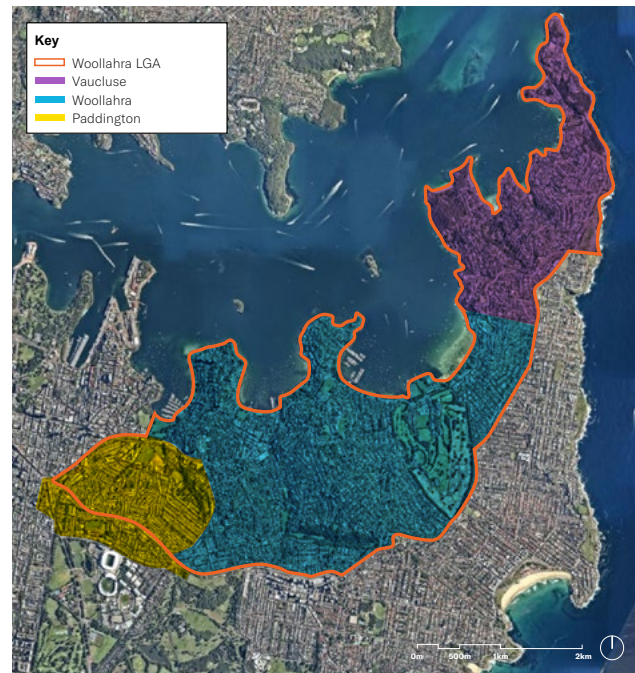 Key
Woollahra LGA
Vaucluse
Woollahra
Paddington
0m 500m 1km 2km